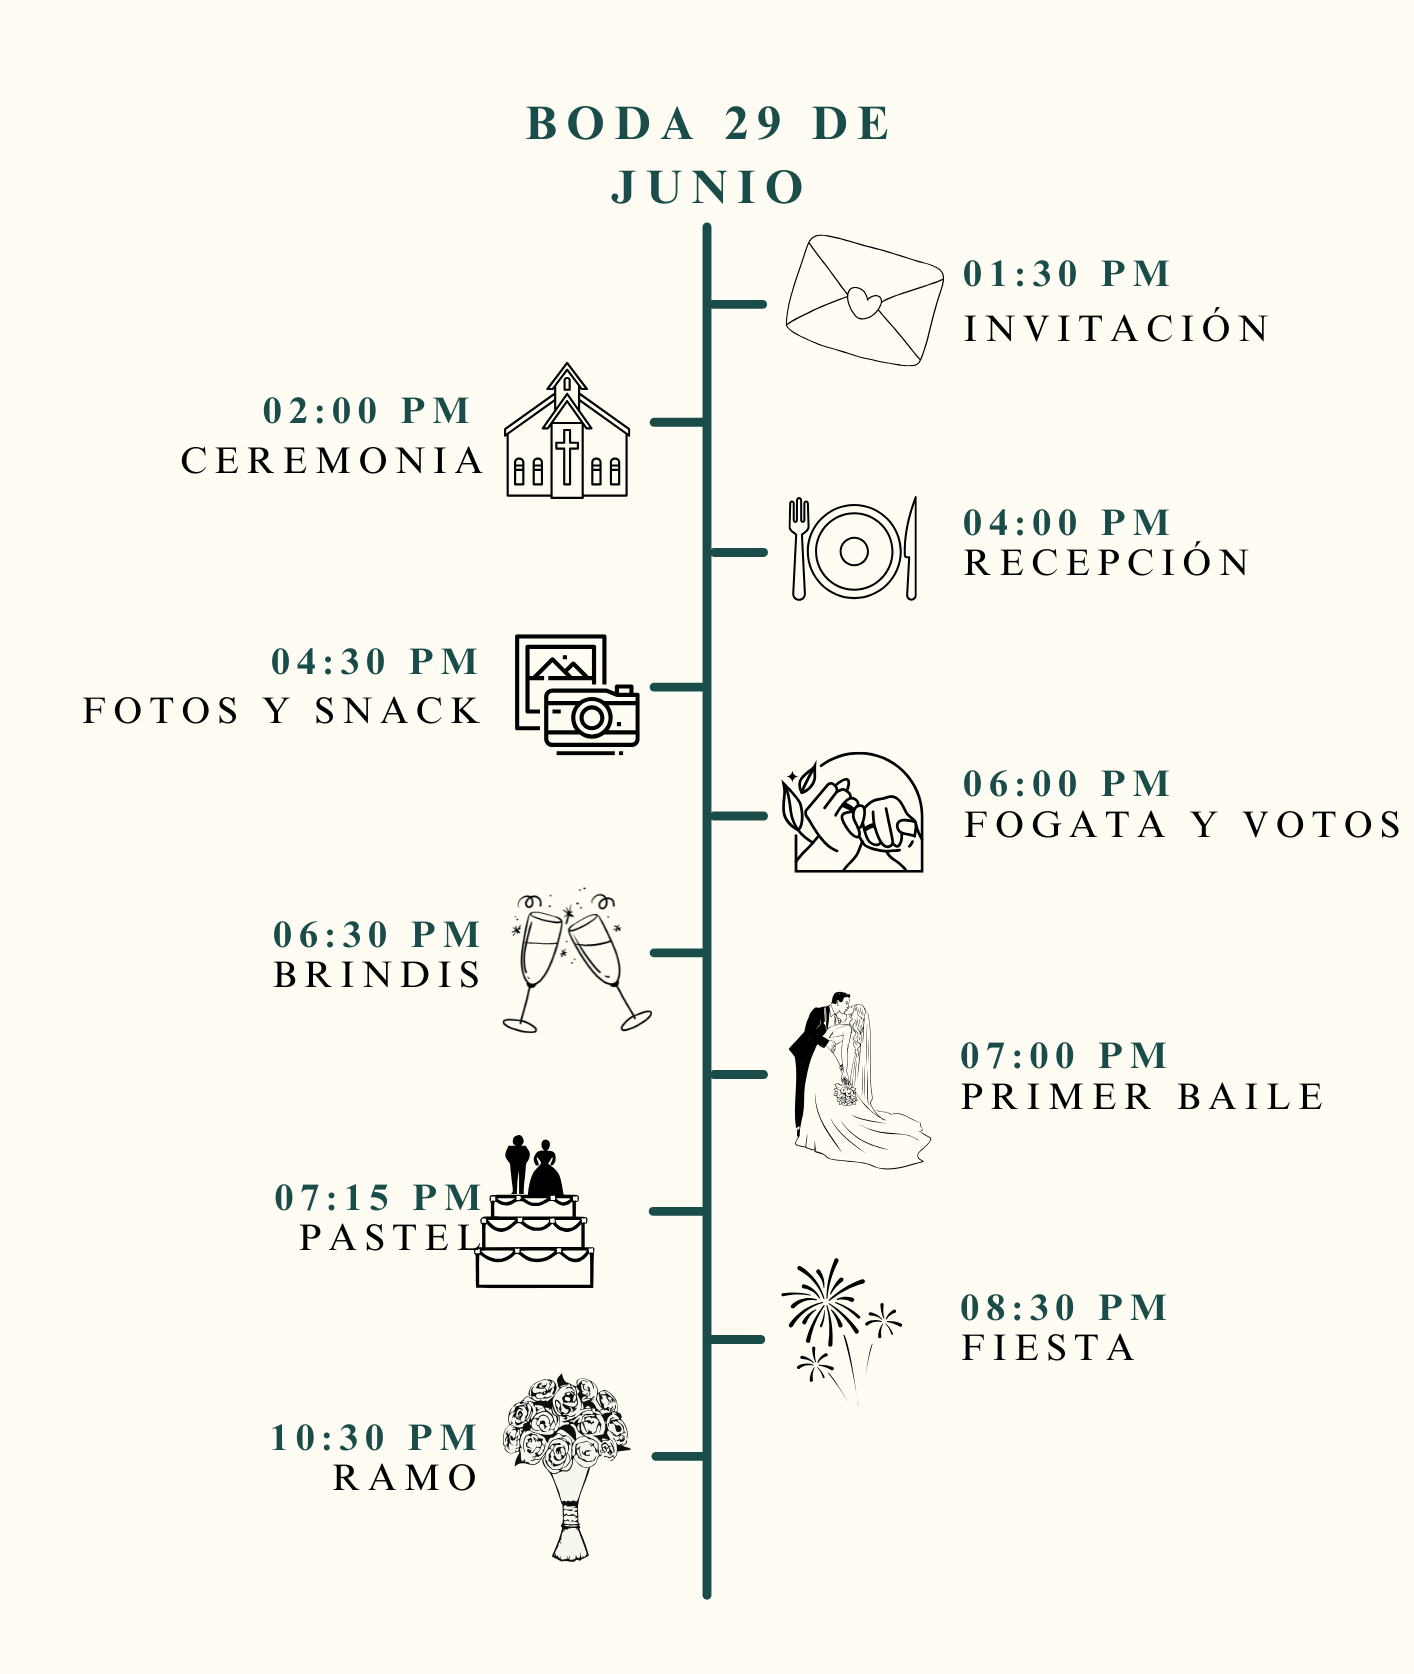 BODA 29 DE
JUNIO
01:30 PM
INVITACIÓN
02:00 PM
CEREMONIA
04:00 PM
RECEPCIÓN
04:30 PM
FOTOS Y SNACK
06:00 PM
FOGATA Y VOTOS
06:30 PM
BRINDIS
07:00 PM
PRIMER BAILE
07:15 PM
PASTEL
08:30 PM
FIESTA
10:30 PM
RAMO